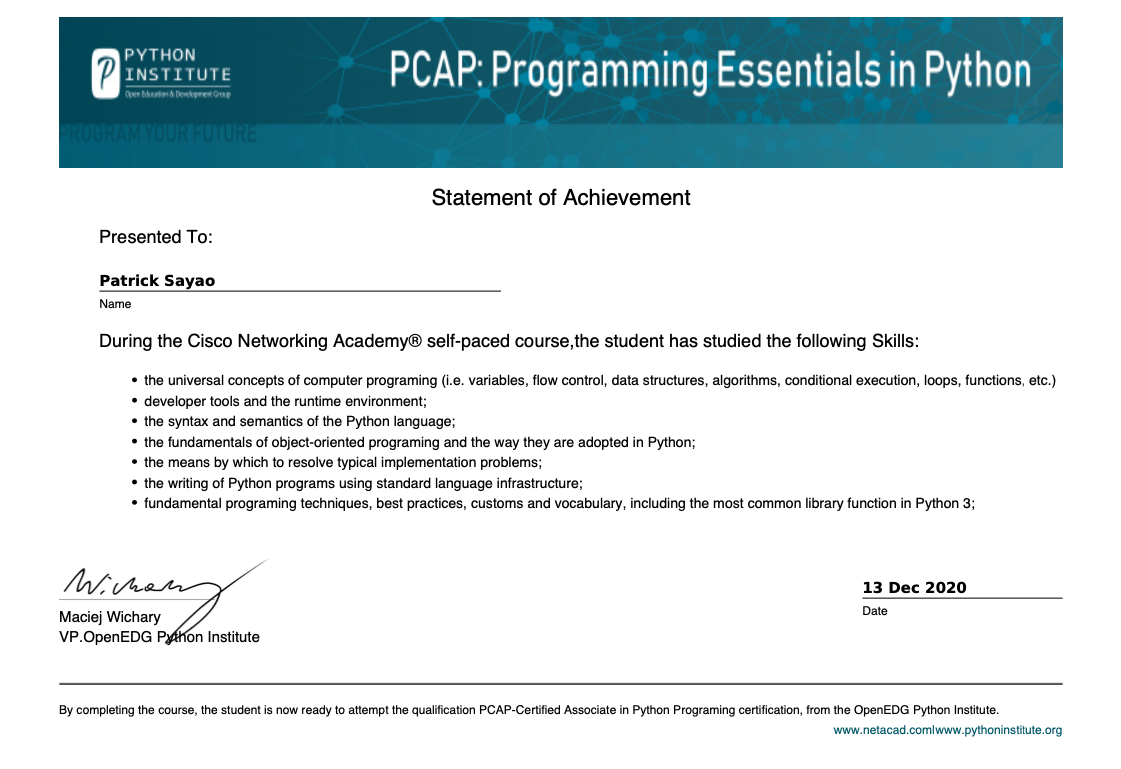 PYTHON
INSTITUTE
Open Education & Development Group
PCAP: Programming Essentials in Python
PROGRAM YOUR FUTURE
Statement of Achievement
Presented To:
Patrick Sayao
Name
During the Cisco Networking Academy® self-paced course,the student has studied the following Skills:
• the universal concepts of computer programing (i.e. variables, flow control, data structures, algorithms, conditional execution, loops, functions, etc.)
• developer tools and the runtime environment;
• the syntax and semantics of the Python language;
• the fundamentals of object-oriented programing and the way they are adopted in Python;
• the means by which to resolve typical implementation problems;
• the writing of Python programs using standard language infrastructure;
• fundamental programing techniques, best practices, customs and vocabulary, including the most common library function in Python 3;
Wichary
Maciej Wichary
VP.OpenEDG Python Institute
13 Dec 2020
Date
By completing the course, the student is now ready to attempt the qualification PCAP-Certified Associate in Python Programing certification, from the OpenEDG Python Institute.
www.netacad.com|www.pythoninstitute.org